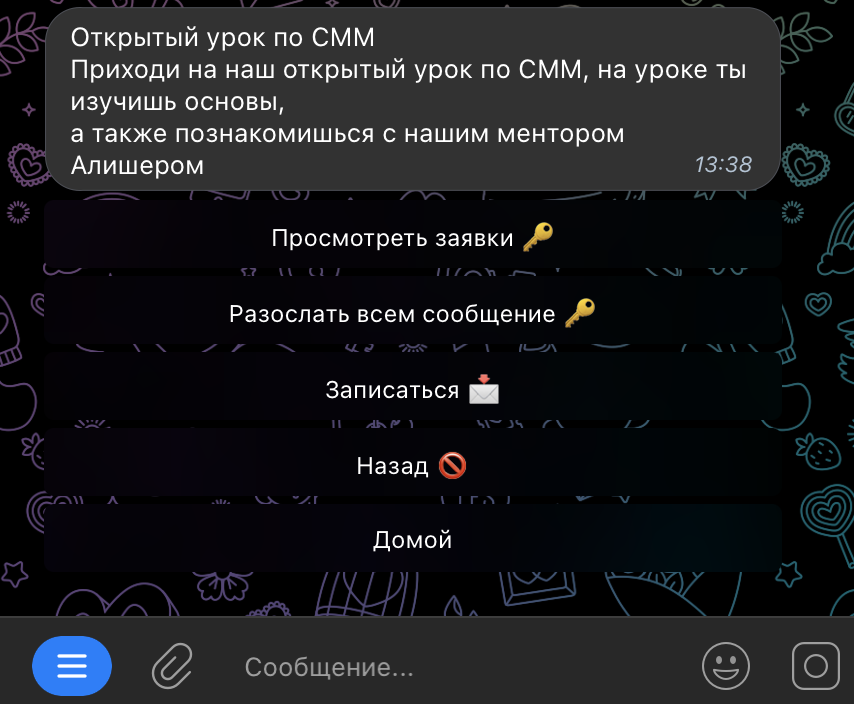 Открытый урок по СММ
Приходи на наш открытый урок по СММ, на уроке ты
изучишь основы,
а также познакомишься с нашим ментором
Алишером
13:38
Просмотреть заявки 🔑
Разослать всем сообщение 🔑
Записаться 📩
Назад 🚫
Домой
Сообщение...